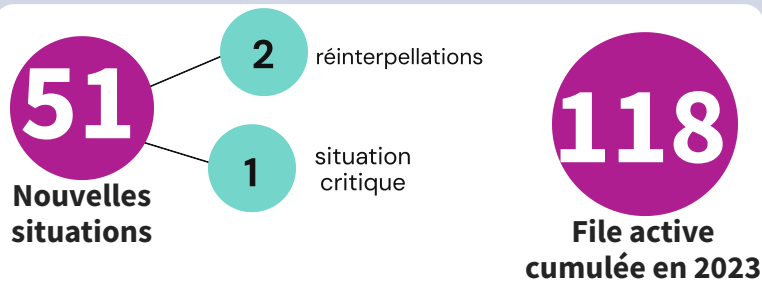 51
Nouvelles
situations
2
réinterpellations
1
situation
critique
118
File active
cumulée en 2023